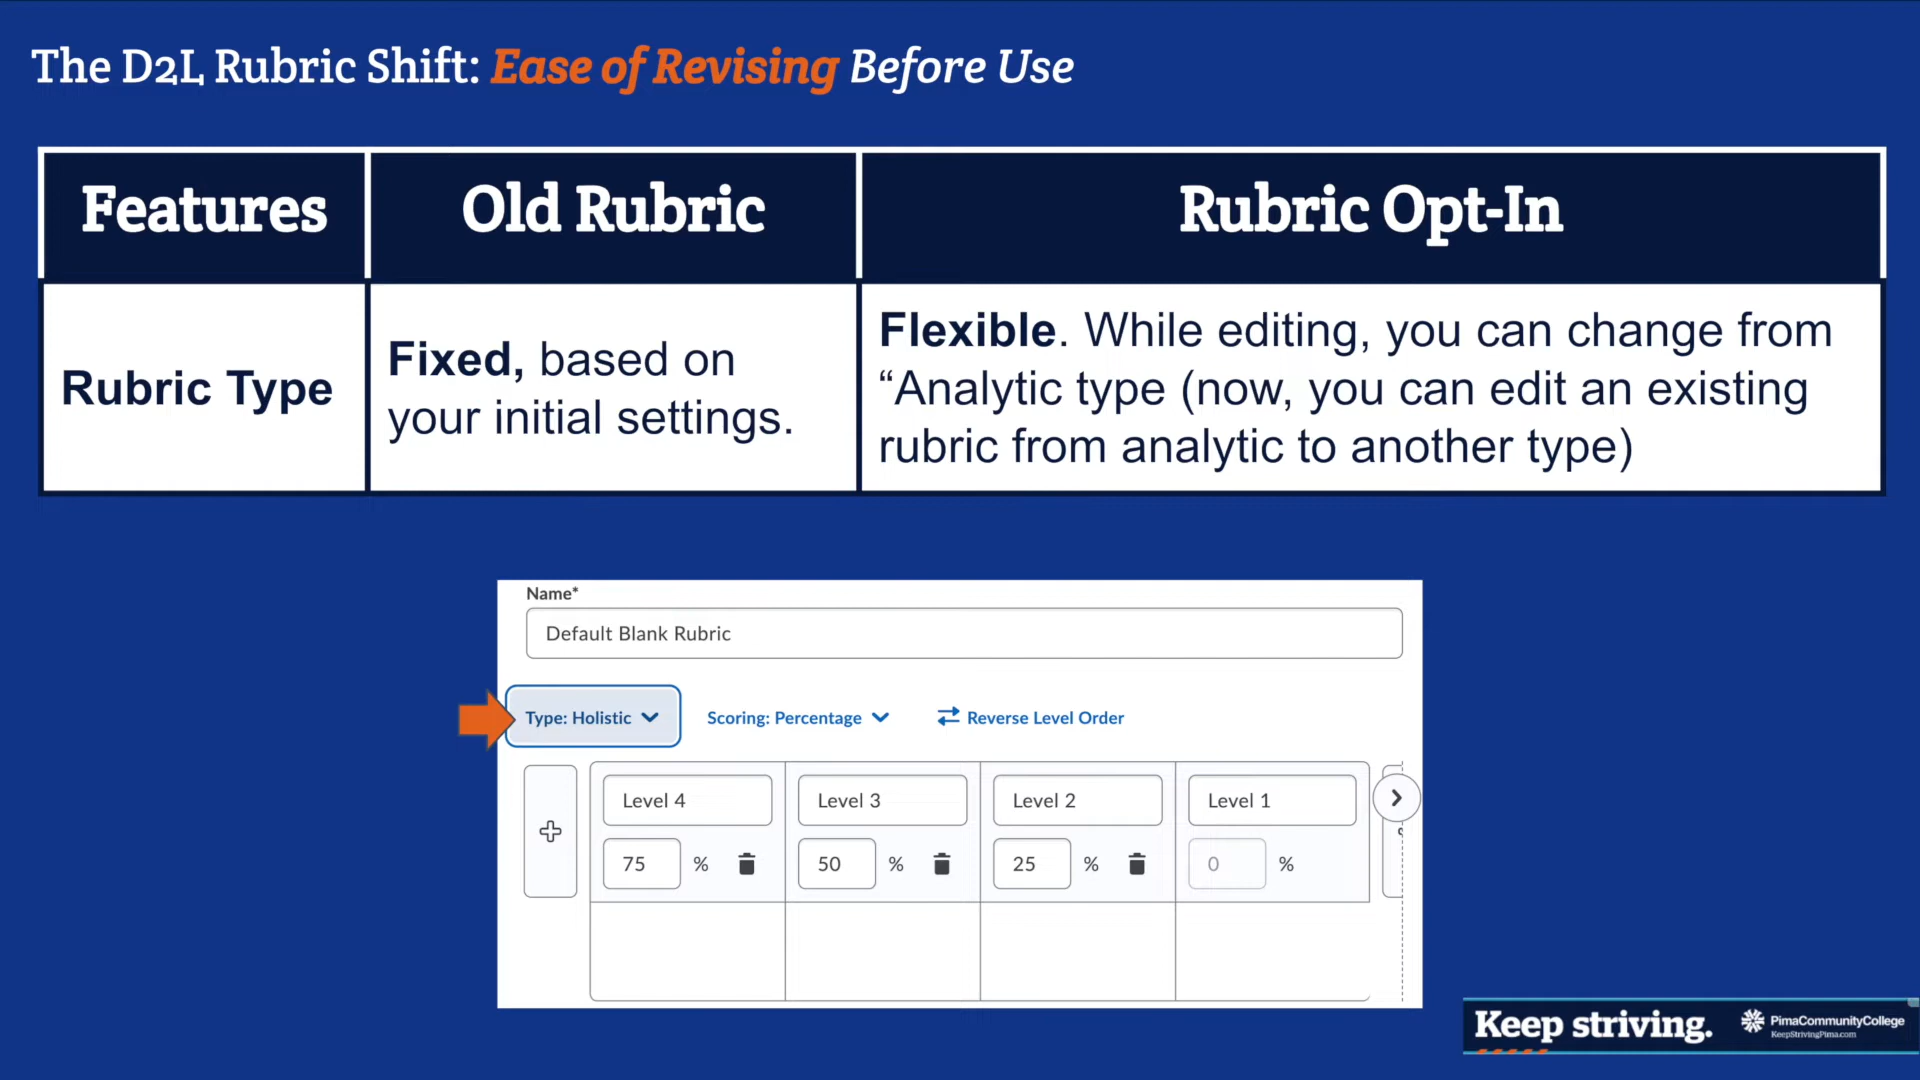 The D2L Rubric Shift: Ease of Revising Before Use
Features
Old Rubric
Rubric Opt-In
Rubric Type
Fixed, based on
your initial settings.
Flexible. While editing, you can change from
“Analytic type (now, you can edit an existing
rubric from analytic to another type)
Name*
Default Blank Rubric
Type: Holistic
Scoring: Percentage
Reverse Level Order
Level 4
Level 3
Level 2
Level 1
75 %
50 %
25 %
0 %
Keep striving.
PimaCommunityCollege
KeepStrivingPima.com